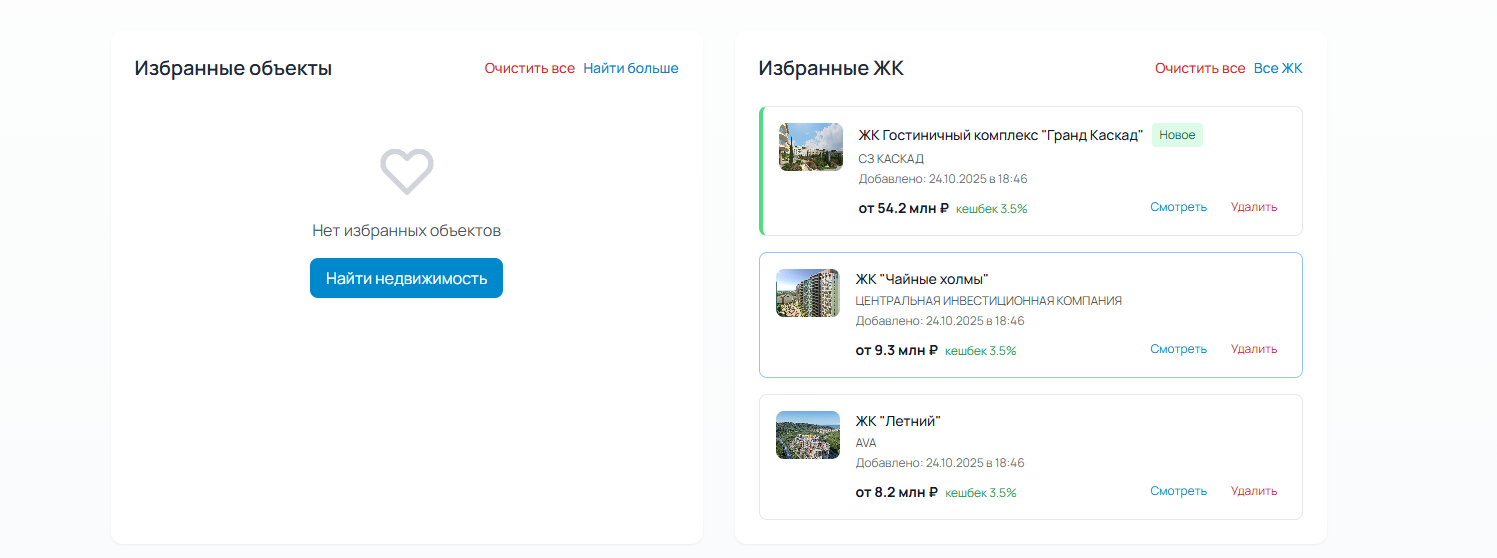 Избранные объекты
Очистить все Найти больше
Нет избранных объектов
Найти недвижимость
Избранные ЖК
Очистить все Все ЖК
ЖК Гостиничный комплекс "Гранд Каскад" Новое
СЗ КАСКАД
Добавлено: 24.10.2025 в 18:46
от 54.2 млн ₽ кешбек 3.5% Смотреть Удалить
ЖК "Чайные холмы"
ЦЕНТРАЛЬНАЯ ИНВЕСТИЦИОННАЯ КОМПАНИЯ
Добавлено: 24.10.2025 в 18:46
от 9.3 млн ₽ кешбек 3.5% Смотреть Удалить
ЖК "Летний"
AVA
Добавлено: 24.10.2025 в 18:46
от 8.2 млн ₽ кешбек 3.5% Смотреть Удалить